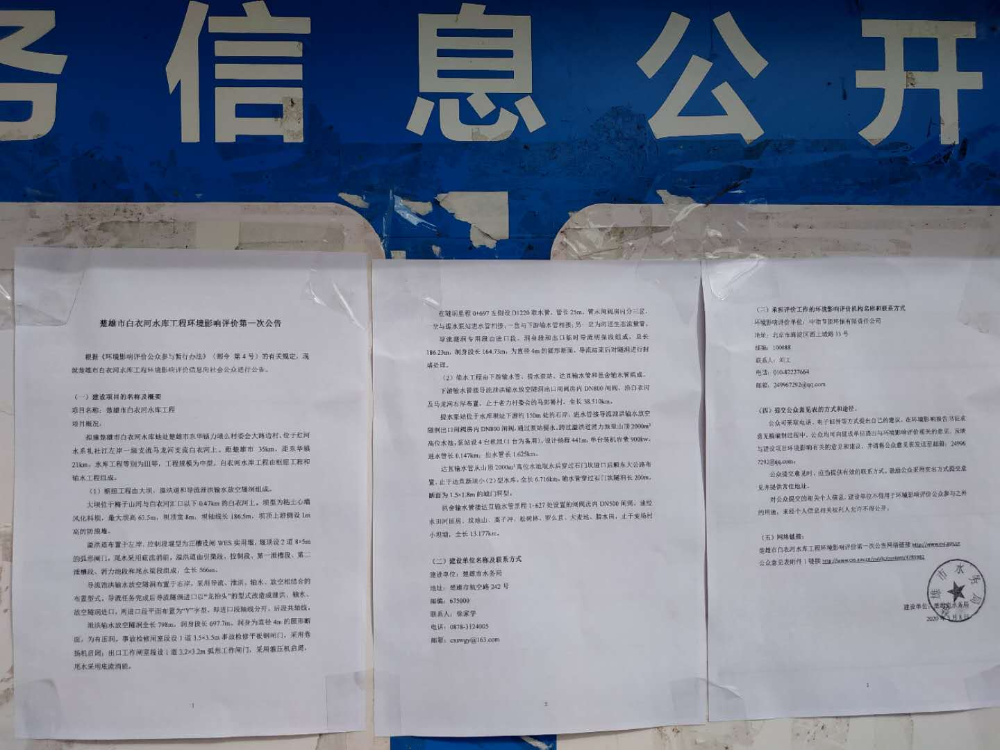 务信息公开
楚雄市白衣河水库工程环境影响评价第一次公告
根据《环境影响评价公众参与暂行办法》（部令 第 4 号）的有关规定，现
就楚雄市白衣河水库工程环境影响评价信息向社会公众进行公告。
（一）建设项目的名称及概要
项目名称：楚雄市白衣河水库工程
项目概况：
拟建楚雄市白衣河水库地处楚雄市东华镇力峨么村委会大路边村，位于红河
水系礼社江左岸一级支流马龙河支流白衣河上。距楚雄市 35km，距东华镇
21km。水库工程等别为III等，工程规模为中型。白衣河水库工程由枢纽工程和
输水工程组成。
（1）枢纽工程由大坝、溢洪道和导流泄洪输水放空隧洞组成。
大坝位于梅子山河与白衣河汇口以下 0.47km 的白衣河上。坝型为粘土心墙
风化料坝，最大坝高 63.5m，坝顶宽 8m，坝轴线长 186.5m，坝顶上游侧设 1m
高的防浪墙。
溢洪道布置于左岸，控制段堰型为正槽设闸 WES 实用堰，堰顶设 2 道 8×5m
的弧形闸门，尾水采用底流消能。溢洪道由引渠段、控制段、第一泄槽段、第二
泄槽段、消力池段和尾水渠段组成，全长 566m。
导流泄洪输水放空隧洞布置于右岸，采用导流、泄洪、输水、放空相结合的
布置型式。导流任务完成后导流隧洞进口以“龙抬头”的型式改造成泄洪、输水、
放空隧洞进口，两进口段平面布置为“Y”字型，即进口段轴线分开，后段共轴线。
泄洪输水放空隧洞全长 798m，洞身段长 697.7m，洞身为直径 4m 的圆形断
面，为有压洞。事故检修闸室段设 1 道 3.5×3.5m 事故检修平板钢闸门，采用卷
扬机启闭；出口工作闸室段设 1 道 3.2×3.2m 弧形工作闸门，采用液压机启闭，
尾水采用底流消能。
1
在隧洞里程 0+697 左侧设 D1220 取水管，管长 25m，管末闸阀房内分三岔，
一岔与提水泵站进水管相接；一岔与下游输水管相接；另一岔为河道生态流量管。
导流隧洞专用段由进口段、洞身段和出口临时导流明渠段组成，总长
186.23m，洞身段长 164.73m，为直径 4m 的圆形断面，导流结束后对隧洞进行封
堵处理。
（2）输水工程由下游输水管、提水泵站、达直输水管和邑舍输水管组成。
下游输水管接导流泄洪输水放空隧洞出口闸阀房内 DN800 闸阀，沿白衣河
及马龙河右岸布置，止于者力村委会的马郎箐村，全长 38.510km。
提水泵站位于水库坝址下游约 150m 处的右岸，进水管接导流泄洪输水放空
隧洞出口闸阀房内 DN800 闸阀，通过泵站提水，跨过溢洪道消力池至山顶 2000m³
高位水池，泵站设 4 台机组（1 台为备用），设计扬程 441m，单台装机容量 900kw，
进水管长 0.147km；出水管长 1.625km。
达直输水管从山顶 2000m³ 高位水池取水后穿过石门坎垭口后顺东大公路布
置，止于达直新坝小（2）型水库，全长 6.716km，输水管穿过石门坎隧洞长 206m，
断面为 1.5×1.8m 的城门洞型。
邑舍输水管接达直输水管里程 1+627 处设置的闸阀房内 DN500 闸阀，途经
水田河田房、坟地山、蒿子冲、松树林、罗么苴、大麦地、腊水田，止于麦场村
小坝塘，全长 13.177km。
（二）建设单位名称及联系方式
建设单位：楚雄市水务局
地址：楚雄市航空路 242 号
邮编：675000
联系人：徐家学
电话：0878-3124005
邮箱：cxswgy@163.com
2
（三）承担评价工作的环境影响评价机构名称和联系方式
环境影响评价单位：中冶节能环保有限责任公司
地址：北京市海淀区西土城路 33 号
邮编：100088
联系人：刘工
电话：010-82227664
邮箱：249967292@qq.com
（四）提交公众意见表的方式和途径。
公众可采取电话、电子邮件等方式提出自己的建议。在环境影响报告书征求
意见稿编制过程中，公众均可向建设单位提出与环境影响评价相关的意见。反映
与建设项目环境影响有关的意见和建议，并请将公众意见表发送至邮箱：24996
7292@qq.com。
公众提交意见时，应当提供有效的联系方式。鼓励公众采用实名方式提交意
见并提供常住地址。
对公众提交的相关个人信息，建设单位不得用于环境影响评价公众参与之外
的用途，未经个人信息相关权利人允许不得公开；
（五）网络链接：
楚雄市白衣河水库工程环境影响评价第一次公告网络链接 http://www.cxs.gov.cn
公众意见表附件 1 链接
建设单位：楚雄市水务局
2020 年 月 8 日
雄市水务局
3